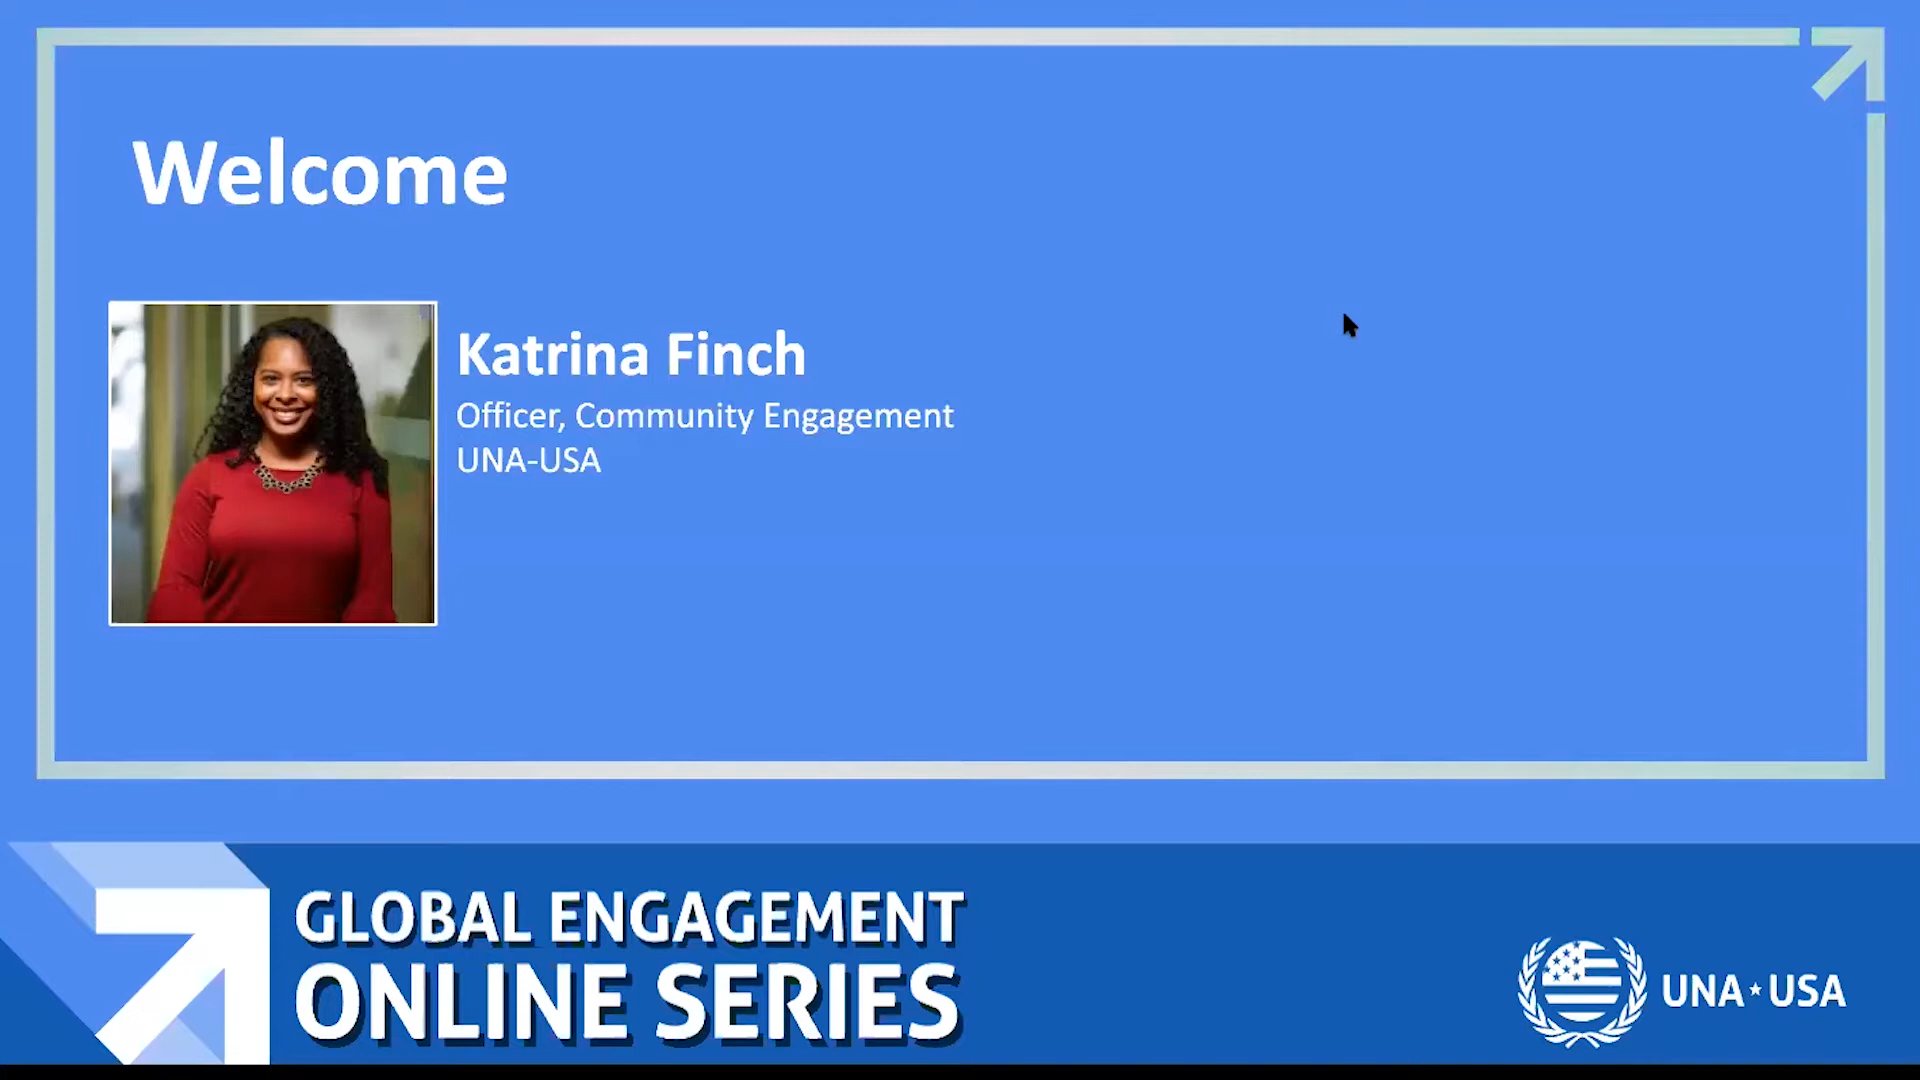 Welcome
Katrina Finch
Officer, Community Engagement
UNA-USA
GLOBAL ENGAGEMENT
ONLINE SERIES
UNA★USA